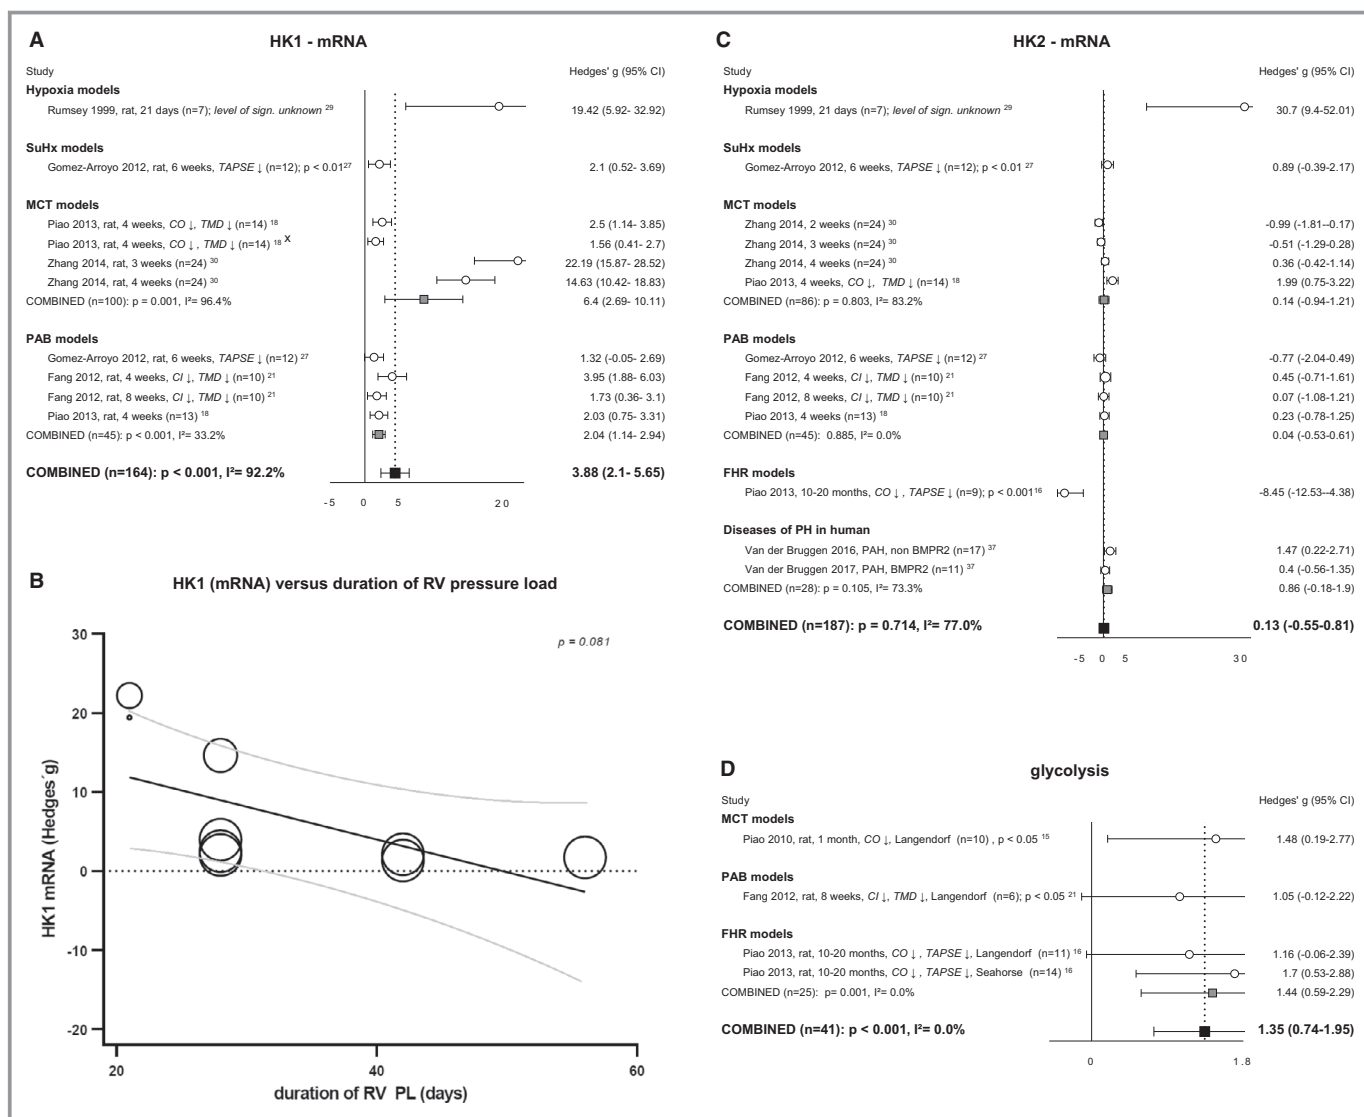 A
HK1 - mRNA
Study Hedges' g (95% CI)
Hypoxia models
Rumsey 1999, rat, 21 days (n=7); level of sign. unknown 29 19.42 (5.92- 32.92)
SuHx models
Gomez-Arroyo 2012, rat, 6 weeks, TAPSE ↓ (n=12); p < 0.01 27 2.1 (0.52- 3.69)
MCT models
Piao 2013, rat, 4 weeks, CO ↓, TMD ↓ (n=14) 18 2.5 (1.14- 3.85)
Piao 2013, rat, 4 weeks, CO ↓, TMD ↓ (n=14) 18 X 1.56 (0.41- 2.7)
Zhang 2014, rat, 3 weeks (n=24) 30 22.19 (15.87- 28.52)
Zhang 2014, rat, 4 weeks (n=24) 30 14.63 (10.42- 18.83)
COMBINED (n=100): p = 0.001, I²= 96.4% 6.4 (2.69- 10.11)
PAB models
Gomez-Arroyo 2012, rat, 6 weeks, TAPSE ↓ (n=12) 27 1.32 (-0.05- 2.69)
Fang 2012, rat, 4 weeks, CI ↓, TMD ↓ (n=10) 21 3.95 (1.88- 6.03)
Fang 2012, rat, 8 weeks, CI ↓, TMD ↓ (n=10) 21 1.73 (0.36- 3.1)
Piao 2013, rat, 4 weeks (n=13) 18 2.03 (0.75- 3.31)
COMBINED (n=45): p < 0.001, I²= 33.2% 2.04 (1.14- 2.94)
COMBINED (n=164): p < 0.001, I²= 92.2% 3.88 (2.1- 5.65)
-5 0 5 20
B
HK1 (mRNA) versus duration of RV pressure load
p = 0.081
HK1 mRNA (Hedges´g)
30
20
10
0
-10
-20
20 40 60
duration of RV PL (days)
C
HK2 - mRNA
Study Hedges' g (95% CI)
Hypoxia models
Rumsey 1999, 21 days (n=7); level of sign. unknown 29 30.7 (9.4-52.01)
SuHx models
Gomez-Arroyo 2012, 6 weeks, TAPSE ↓ (n=12); p < 0.01 27 0.89 (-0.39-2.17)
MCT models
Zhang 2014, 2 weeks (n=24) 30 -0.99 (-1.81--0.17)
Zhang 2014, 3 weeks (n=24) 30 -0.51 (-1.29-0.28)
Zhang 2014, 4 weeks (n=24) 30 0.36 (-0.42-1.14)
Piao 2013, 4 weeks, CO ↓, TMD ↓ (n=14) 18 1.99 (0.75-3.22)
COMBINED (n=86): p = 0.803, I²= 83.2% 0.14 (-0.94-1.21)
PAB models
Gomez-Arroyo 2012, 6 weeks, TAPSE ↓ (n=12) 27 -0.77 (-2.04-0.49)
Fang 2012, 4 weeks, CI ↓, TMD ↓ (n=10) 21 0.45 (-0.71-1.61)
Fang 2012, 8 weeks, CI ↓, TMD ↓ (n=10) 21 0.07 (-1.08-1.21)
Piao 2013, 4 weeks (n=13) 18 0.23 (-0.78-1.25)
COMBINED (n=45): 0.885, I²= 0.0% 0.04 (-0.53-0.61)
FHR models
Piao 2013, 10-20 months, CO ↓, TAPSE ↓ (n=9); p < 0.001 16 -8.45 (-12.53--4.38)
Diseases of PH in human
Van der Bruggen 2016, PAH, non BMPR2 (n=17) 37 1.47 (0.22-2.71)
Van der Bruggen 2017, PAH, BMPR2 (n=11) 37 0.4 (-0.56-1.35)
COMBINED (n=28): p = 0.105, I²= 73.3% 0.86 (-0.18-1.9)
COMBINED (n=187): p = 0.714, I²= 77.0% 0.13 (-0.55-0.81)
-5 0 5 30
D
glycolysis
Study Hedges' g (95% CI)
MCT models
Piao 2010, rat, 1 month, CO ↓, Langendorf (n=10) , p < 0.05 15 1.48 (0.19-2.77)
PAB models
Fang 2012, rat, 8 weeks, CI ↓, TMD ↓, Langendorf (n=6); p < 0.05 21 1.05 (-0.12-2.22)
FHR models
Piao 2013, rat, 10-20 months, CO ↓ , TAPSE ↓, Langendorf (n=11) 16 1.16 (-0.06-2.39)
Piao 2013, rat, 10-20 months, CO ↓ , TAPSE ↓, Seahorse (n=14) 16 1.7 (0.53-2.88)
COMBINED (n=25): p= 0.001, I²= 0.0% 1.44 (0.59-2.29)
COMBINED (n=41): p < 0.001, I²= 0.0% 1.35 (0.74-1.95)
0 1.8